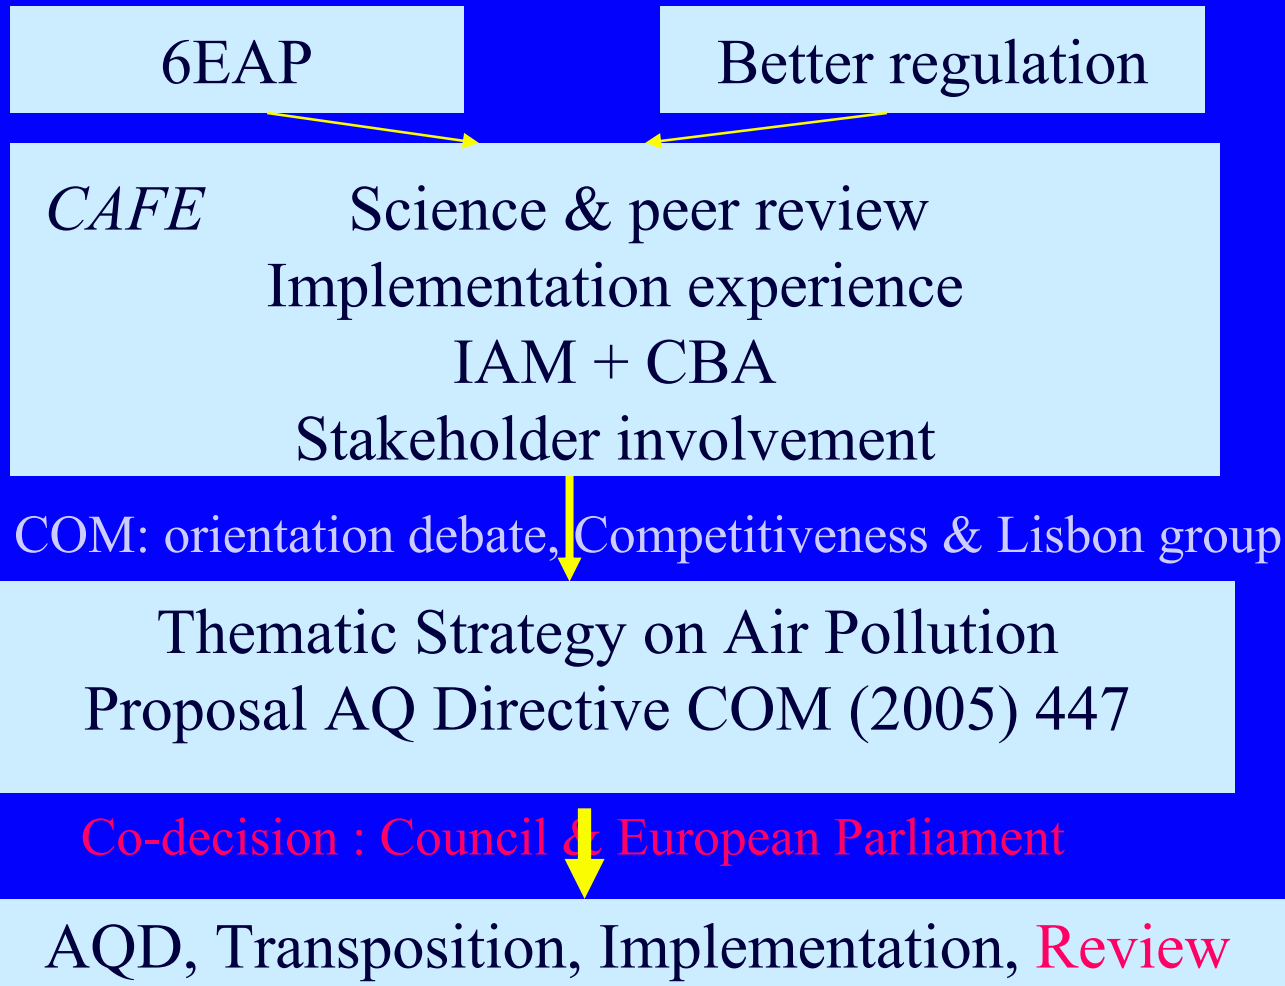 6EAP
Better regulation
CAFE Science & peer review
Implementation experience
IAM + CBA
Stakeholder involvement
COM: orientation debate, Competitiveness & Lisbon group
Thematic Strategy on Air Pollution
Proposal AQ Directive COM (2005) 447
Co-decision : Council & European Parliament
AQD, Transposition, Implementation, Review